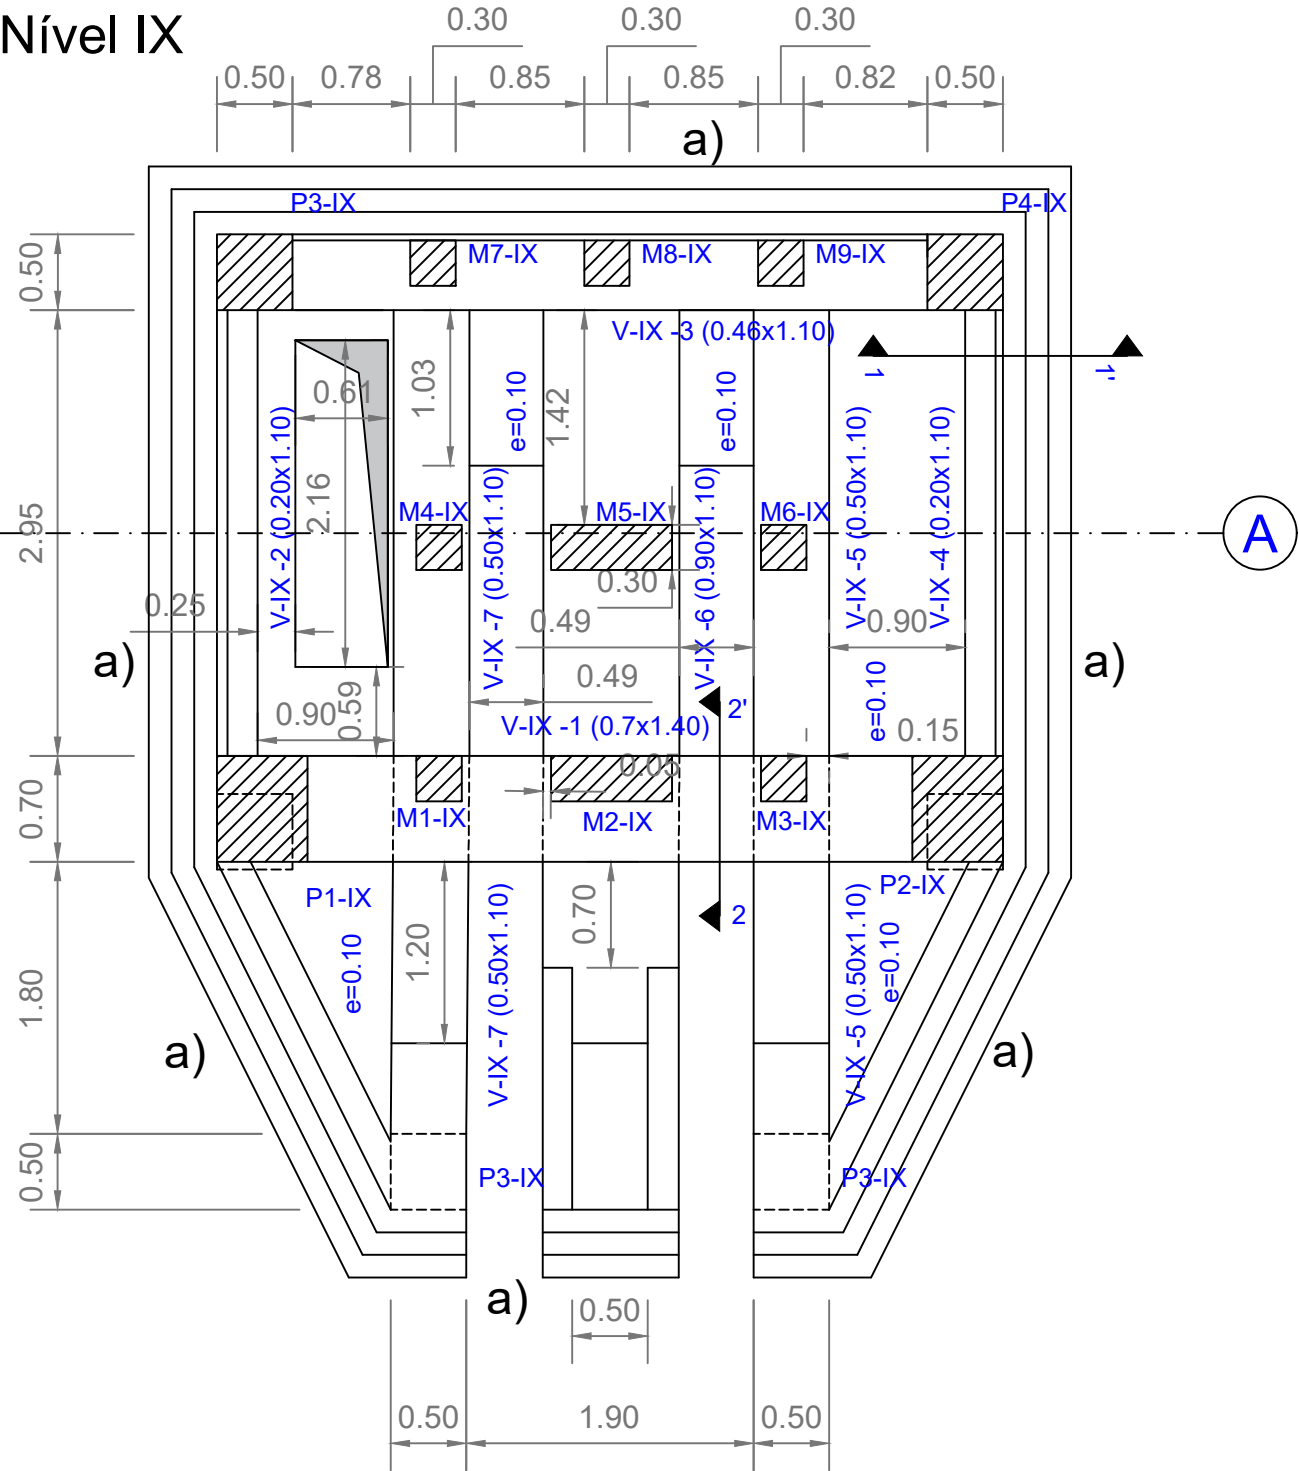 Nível IX
0.30
0.30
0.30
0.50
0.78
0.85
0.85
0.82
0.50
a)
P3-IX
P4-IX
0.50
M7-IX
M8-IX
M9-IX
V-IX -3 (0.46x1.10)
1
1'
0.61
1.03
e=0.10
1.42
e=0.10
V-IX -2 (0.20x1.10)
V-IX -5 (0.50x1.10)
V-IX -4 (0.20x1.10)
2.16
2.95
M4-IX
M5-IX
M6-IX
V-IX -7 (0.50x1.10)
V-IX -6 (0.90x1.10)
A
0.30
0.25
0.49
0.90
a)
a)
0.49
0.59
0.90
e=0.10
2'
V-IX -1 (0.7x1.40)
0.15
0.05
0.70
M1-IX
M2-IX
M3-IX
P1-IX
P2-IX
2
0.70
1.20
e=0.10
V-IX -7 (0.50x1.10)
V-IX -5 (0.50x1.10)
e=0.10
1.80
a)
a)
0.50
P3-IX
P3-IX
a)
0.50
0.50
1.90
0.50